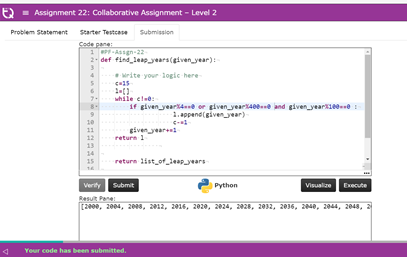 Assignment 22: Collaborative Assignment – Level 2
Problem Statement Starter Testcase Submission
Code pane:
1 #PF-Assgn-22
2 def find_leap_years(given_year):
3
4 # Write your logic here
5 c=15
6 l=[]
7 while c!=0:
8 if given_year%4==0 or given_year%400==0 and given_year%100==0 :
9 l.append(given_year)
10 c-=1
11 given_year+=1
12 return l
13
14
15 return list_of_leap_years
16
Verify Submit Python Visualize Execute
Result Pane:
[2000, 2004, 2008, 2012, 2016, 2020, 2024, 2028, 2032, 2036, 2040, 2044, 2048, 2
Your code has been submitted.